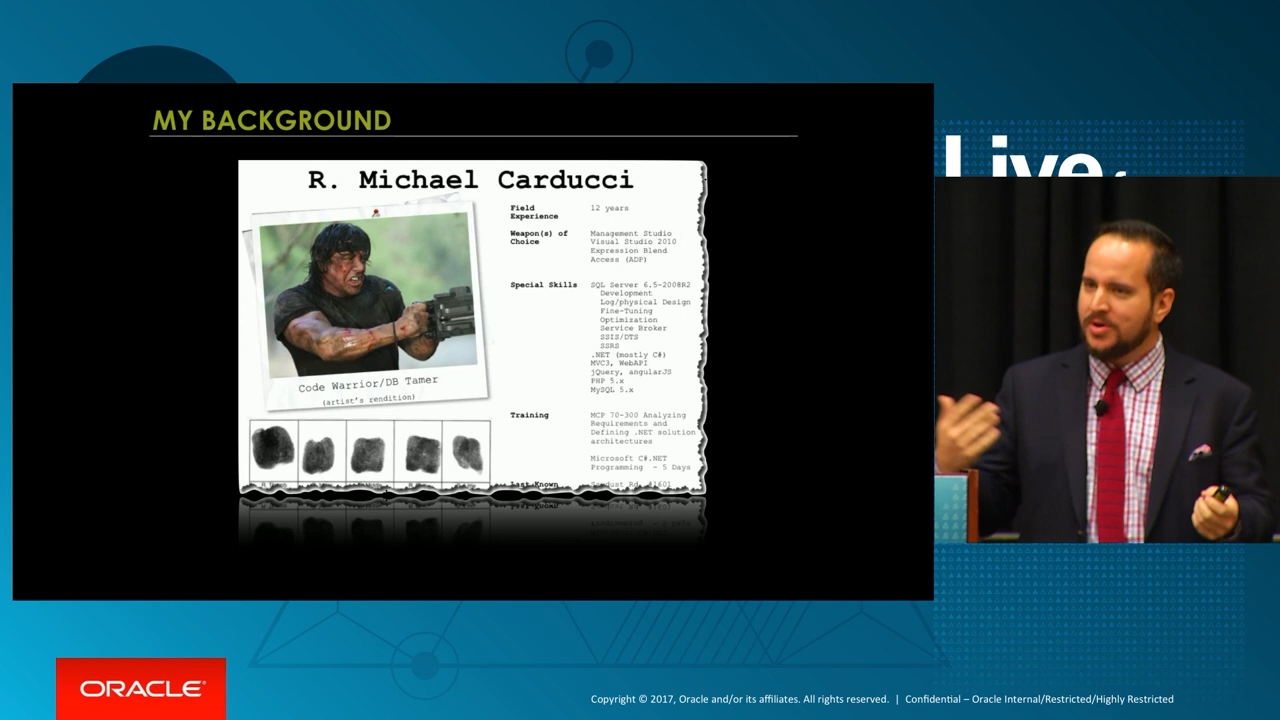 MY BACKGROUND
Live
R. Michael Carducci
Field Experience
12 years
Weapon(s) of Choice
Management Studio
Visual Studio 2010
Expression Blend
Access (ADP)
Special Skills
SQL Server 6.5-2008R2
Development
Log/physical Design
Fine-Tuning
Optimization
Service Broker
SSIS/DTS
SSRS
.NET (mostly C#)
MVC3, WebAPI
jQuery, angularJS
PHP 5.x
MySQL 5.x
Code Warrior/DB Tamer
(artist's rendition)
Training
MCP 70-300 Analyzing
Requirements and
Defining .NET solution
architectures
Microsoft C#.NET
Programming - 5 Days
Last Known
ORACLE®
Copyright © 2017, Oracle and/or its affiliates. All rights reserved. | Confidential – Oracle Internal/Restricted/Highly Restricted